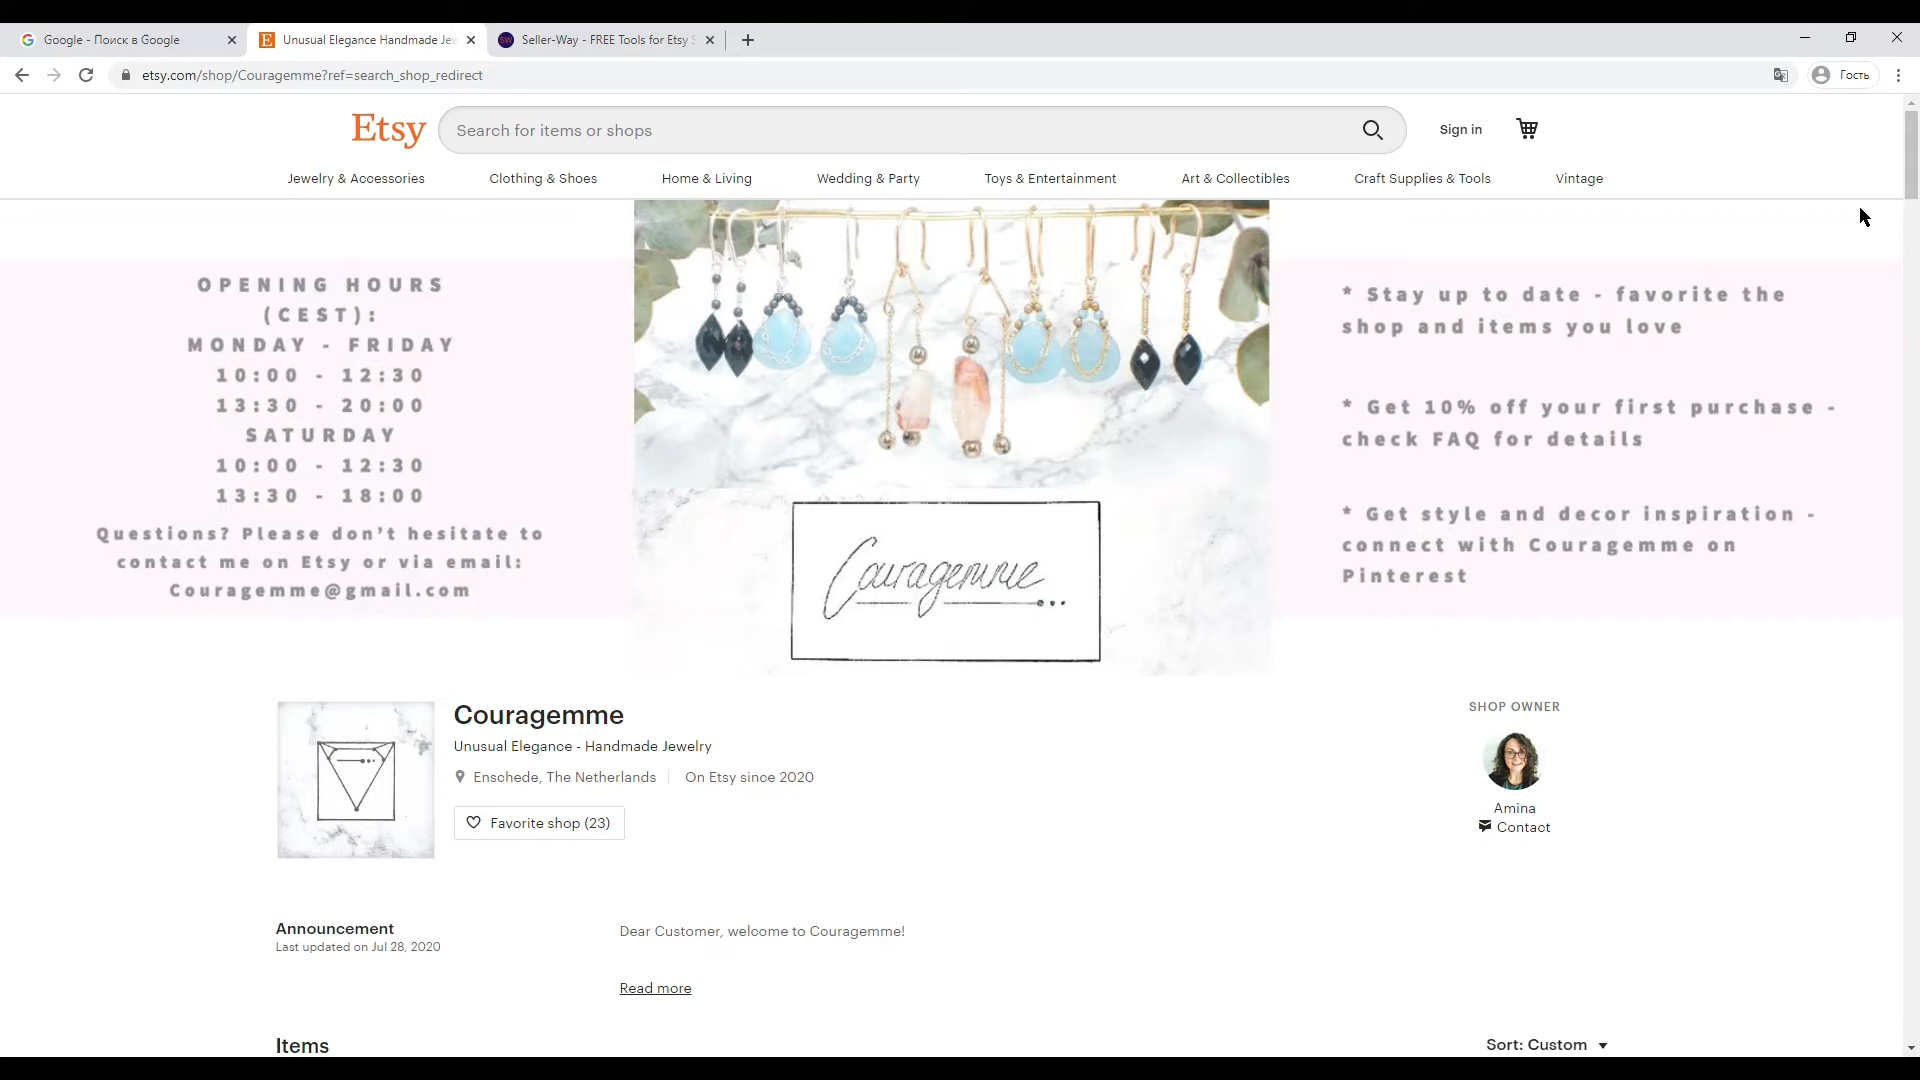 Google - Поиск в Google
Unusual Elegance Handmade Jew
Seller-Way - FREE Tools for Etsy S
etsy.com/shop/Couragemme?ref=search_shop_redirect
Гость
Etsy
Search for items or shops
Sign in
Jewelry & Accessories
Clothing & Shoes
Home & Living
Wedding & Party
Toys & Entertainment
Art & Collectibles
Craft Supplies & Tools
Vintage
OPENING HOURS
(CEST):
MONDAY - FRIDAY
10:00 - 12:30
13:30 - 20:00
SATURDAY
10:00 - 12:30
13:30 - 18:00
Questions? Please don't hesitate to
contact me on Etsy or via email:
Couragemme@gmail.com
Couragemme
* Stay up to date - favorite the
shop and items you love
* Get 10% off your first purchase -
check FAQ for details
* Get style and decor inspiration -
connect with Couragemme on
Pinterest
Couragemme
Unusual Elegance - Handmade Jewelry
Enschede, The Netherlands
On Etsy since 2020
Favorite shop (23)
SHOP OWNER
Amina
Contact
Announcement
Last updated on Jul 28, 2020
Dear Customer, welcome to Couragemme!
Read more
Items
Sort: Custom